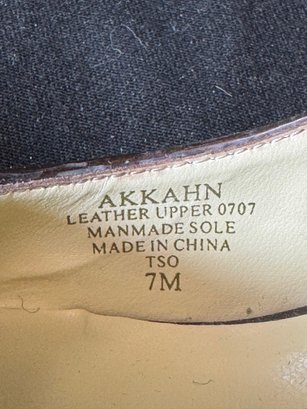 AKKAHN
LEATHER UPPER 0707
MANMADE SOLE
MADE IN CHINA
TSO
7M